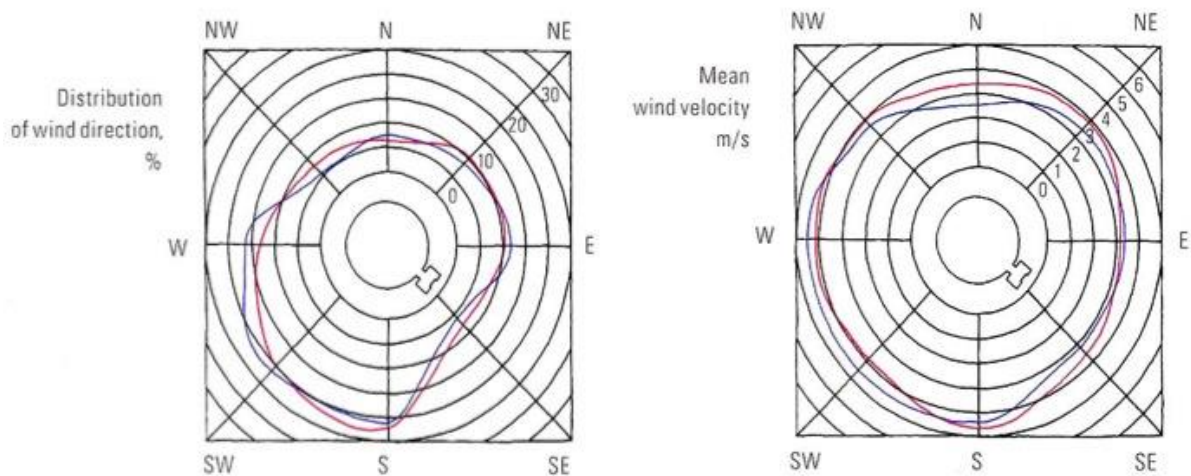 NW N NE
Distribution
of wind direction,
%
30
20
10
0
W E
SW S SE
NW N NE
Mean
wind velocity
m/s
6
5
4
3
2
1
0
W E
SW S SE